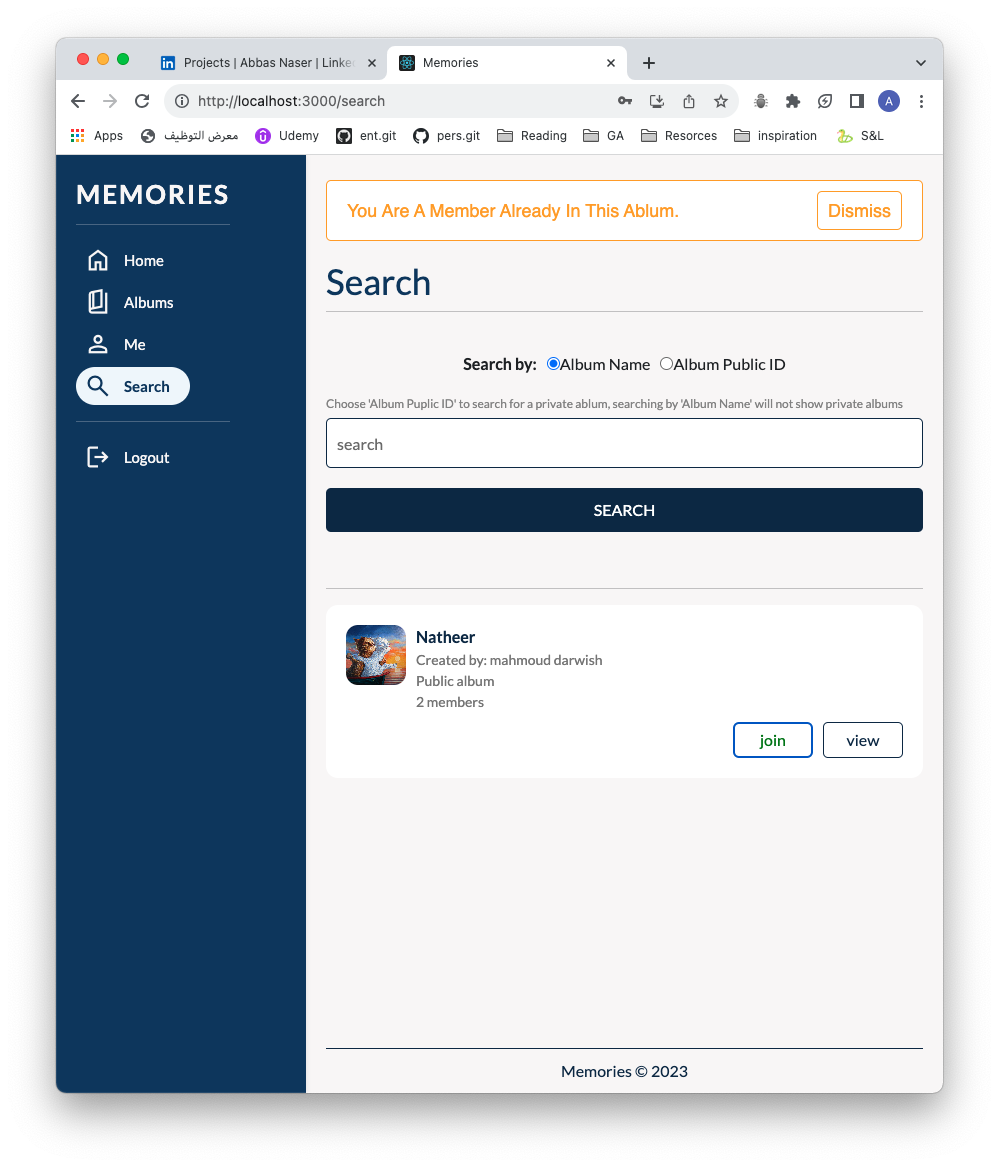 Projects | Abbas Naser | Linke
Memories
http://localhost:3000/search
A
Apps
معرض التوظيف
Udemy
ent.git
pers.git
Reading
GA
Resorces
inspiration
S&L
MEMORIES
Home
Albums
Me
Search
Logout
You Are A Member Already In This Ablum.
Dismiss
Search
Search by: Album Name Album Public ID
Choose 'Album Puplic ID' to search for a private ablum, searching by 'Album Name' will not show private albums
search
SEARCH
Natheer
Created by: mahmoud darwish
Public album
2 members
join
view
Memories © 2023